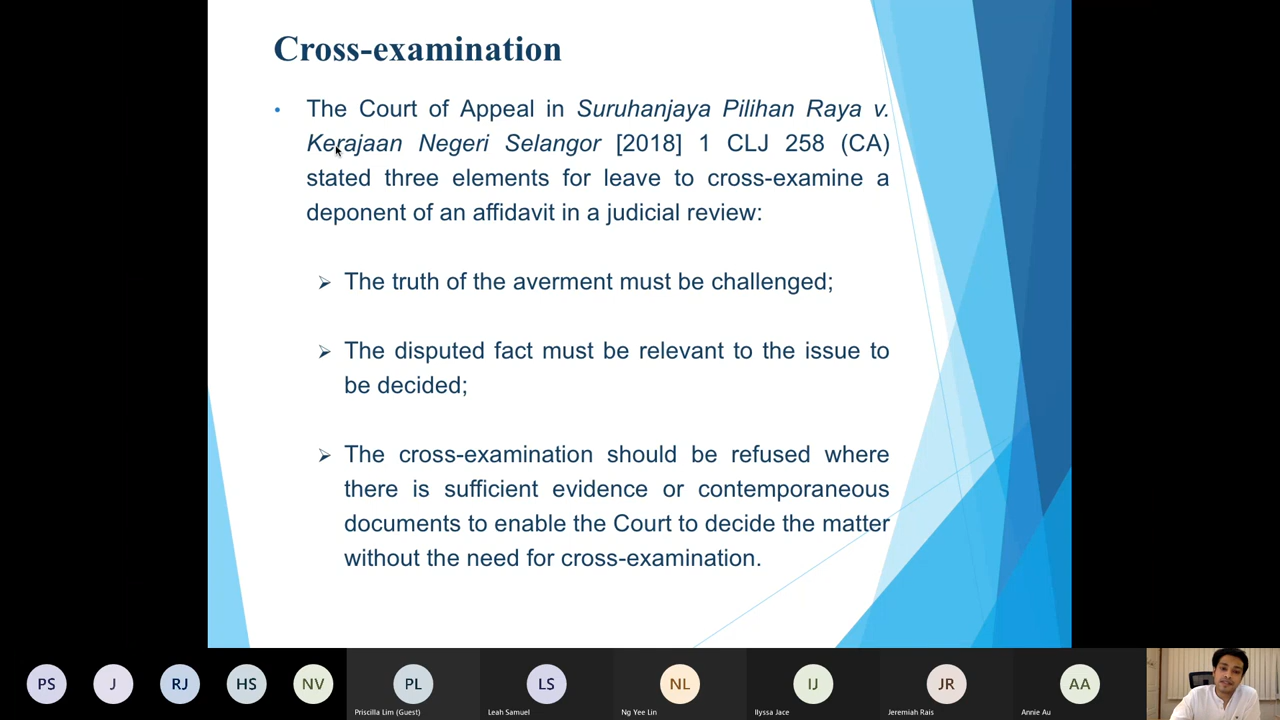 Cross-examination
• The Court of Appeal in Suruhanjaya Pilihan Raya v.
Kerajaan Negeri Selangor [2018] 1 CLJ 258 (CA)
stated three elements for leave to cross-examine a
deponent of an affidavit in a judicial review:
➢ The truth of the averment must be challenged;
➢ The disputed fact must be relevant to the issue to
be decided;
➢ The cross-examination should be refused where
there is sufficient evidence or contemporaneous
documents to enable the Court to decide the matter
without the need for cross-examination.
PS J RJ HS NV PL LS NL IJ JR AA
Priscilla Lim (Guest) Leah Samuel Ng Yee Lin Ilyssa Jace Jeremiah Rais Annie Au